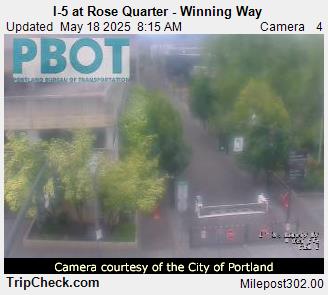 I-5 at Rose Quarter - Winning Way
Updated May 18 2025 8:15 AM Camera 4
PBOT
PORTLAND BUREAU OF TRANSPORTATION
Camera courtesy of the City of Portland
TripCheck.com Milepost302.00